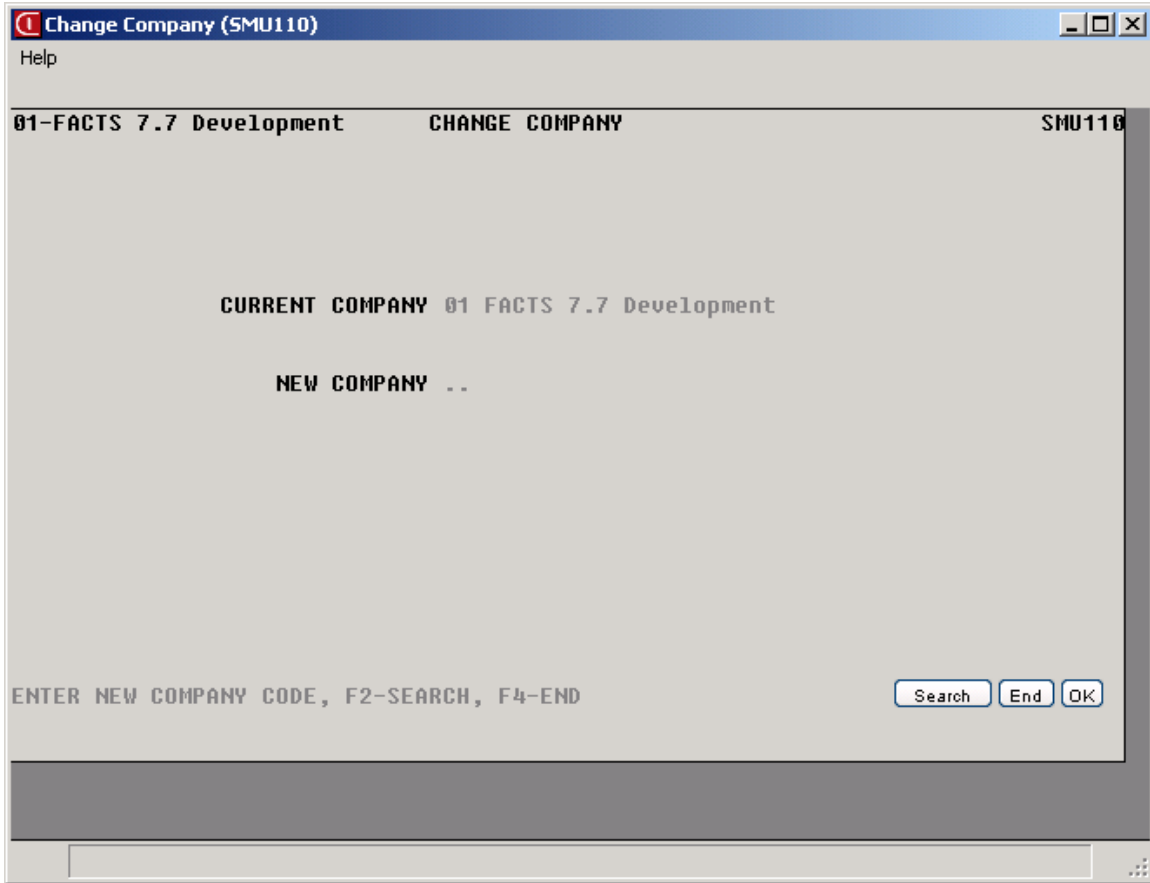 Change Company (SMU110)
Help
01-FACTS 7.7 Development CHANGE COMPANY SMU110
CURRENT COMPANY 01 FACTS 7.7 Development
NEW COMPANY ..
ENTER NEW COMPANY CODE, F2-SEARCH, F4-END Search End OK